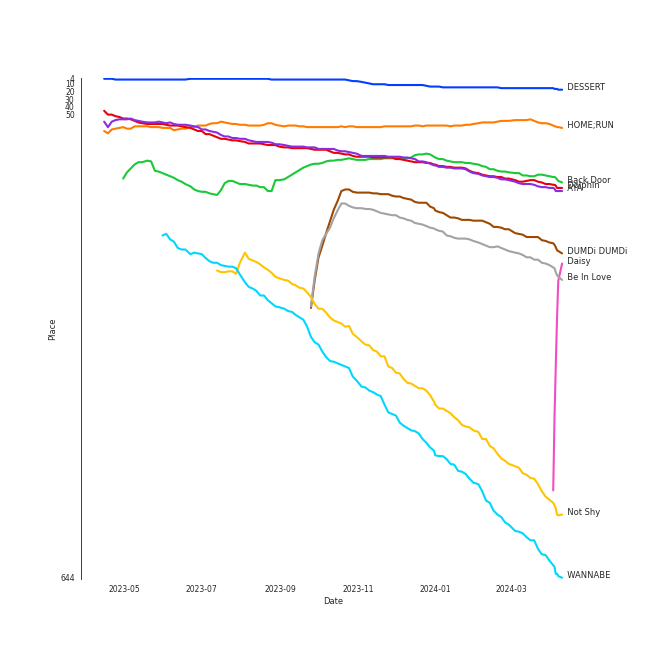 4
10
20
30
40
50
644
Place
DESSERT
HOME;RUN
Back Door
Dolphin
DUMDi DUMDi
Daisy
Be In Love
Not Shy
WANNABE
2023-05
2023-07
2023-09
2023-11
2024-01
2024-03
Date